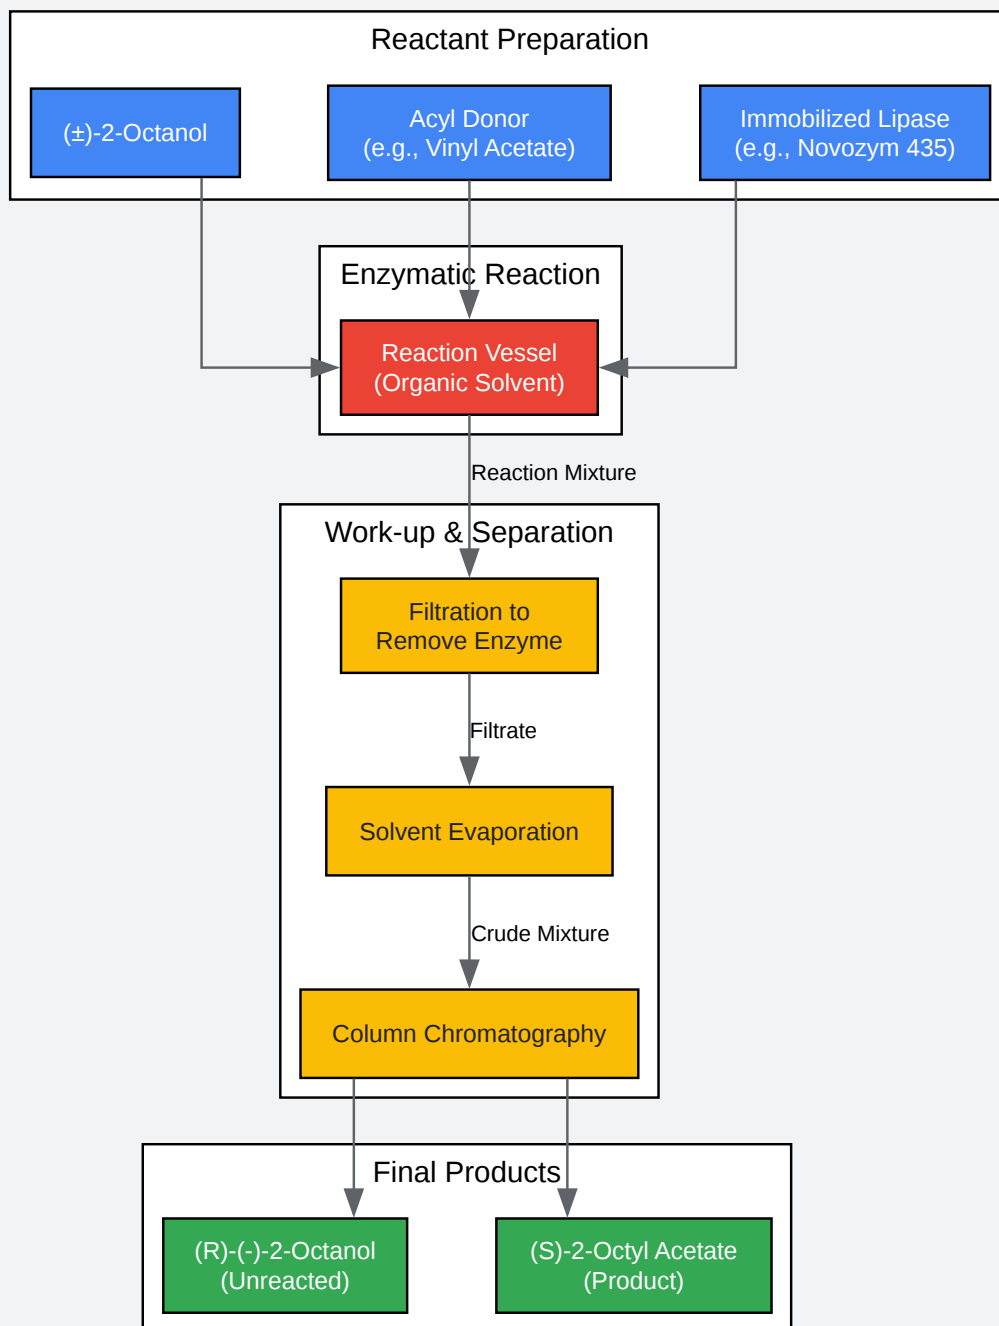 Reactant Preparation
(±)-2-Octanol
Acyl Donor
(e.g., Vinyl Acetate)
Immobilized Lipase
(e.g., Novozym 435)
Enzymatic Reaction
Reaction Vessel
(Organic Solvent)
Reaction Mixture
Work-up & Separation
Filtration to
Remove Enzyme
Filtrate
Solvent Evaporation
Crude Mixture
Column Chromatography
Final Products
(R)-(-)-2-Octanol
(Unreacted)
(S)-2-Octyl Acetate
(Product)